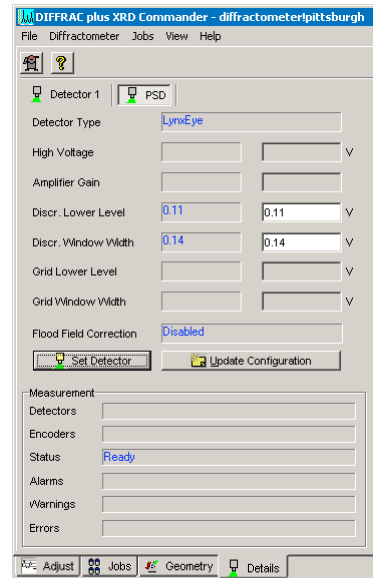 DIFFRAC plus XRD Commander - diffractometer!pittsburgh
File Diffractometer Jobs View Help
?
Detector 1 PSD
Detector Type LynxEye
High Voltage V
Amplifier Gain
Discr. Lower Level 0.11 0.11 V
Discr. Window Width 0.14 0.14 V
Grid Lower Level V
Grid Window Width V
Flood Field Correction Disabled
Set Detector Update Configuration
Measurement
Detectors
Encoders
Status Ready
Alarms
Warnings
Errors
Adjust Jobs Geometry Details